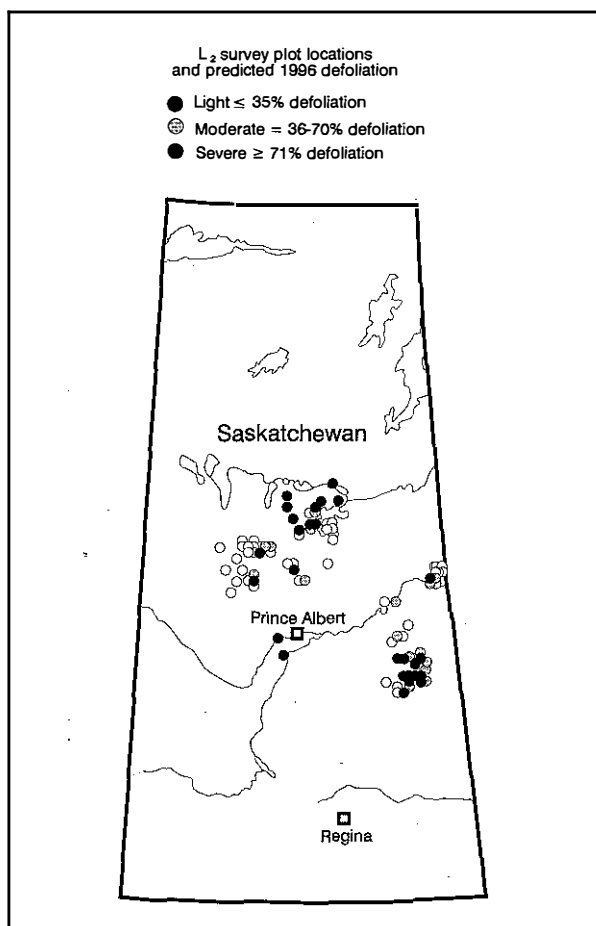 L₂ survey plot locations
and predicted 1996 defoliation
Light ≤ 35% defoliation
Moderate = 36-70% defoliation
Severe ≥ 71% defoliation
Saskatchewan
Prince Albert
Regina